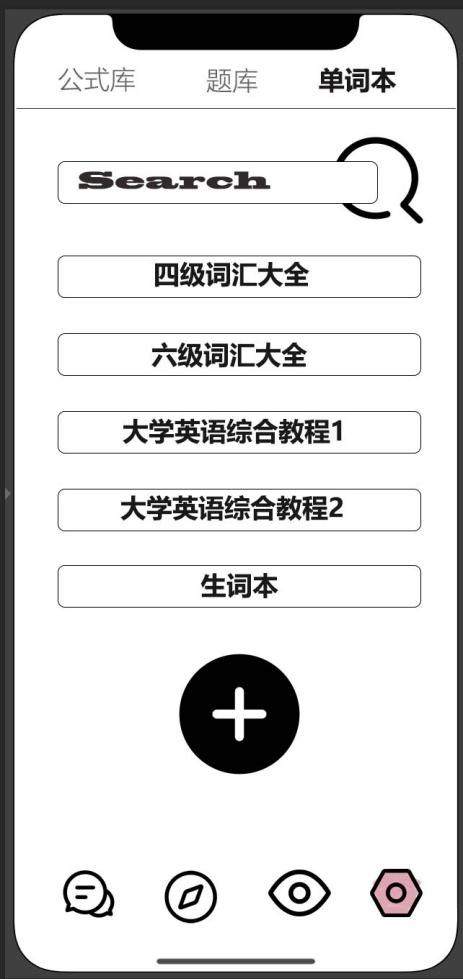 公式库 题库 单词本
Search
四级词汇大全
六级词汇大全
大学英语综合教程1
大学英语综合教程2
生词本